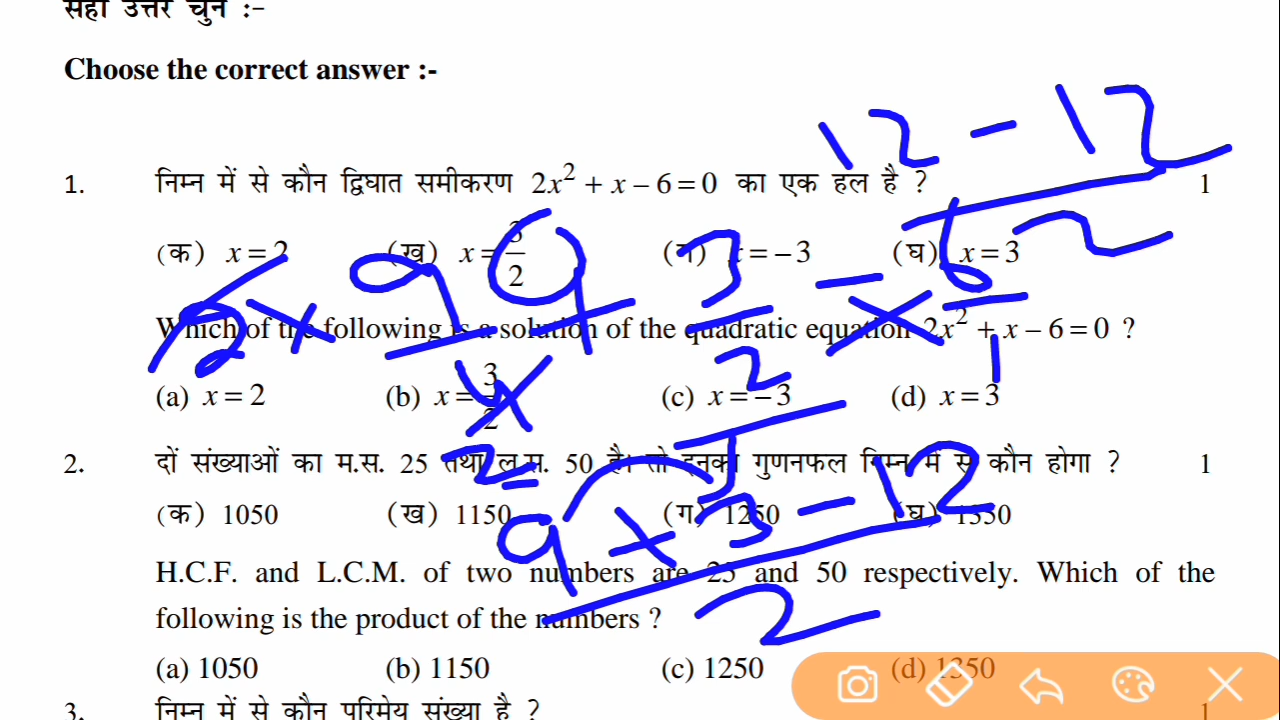 सही उत्तर चुनें :-
Choose the correct answer :-
1. निम्न में से कौन द्विघात समीकरण 2x² + x – 6 = 0 का एक हल है ? 1
(क) x = 2 (ख) x = 3/2 (ग) x = – 3 (घ) x = 3
Which of the following is a solution of the quadratic equation 2x² + x – 6 = 0 ?
(a) x = 2 (b) x = 3/2 (c) x = – 3 (d) x = 3
2. दों संख्याओं का म.स. 25 तथा ल.स. 50 है। तो इनका गुणनफल निम्न में से कौन होगा ? 1
(क) 1050 (ख) 1150 (ग) 1250 (घ) 1350
H.C.F. and L.C.M. of two numbers are 25 and 50 respectively. Which of the
following is the product of the numbers ?
(a) 1050 (b) 1150 (c) 1250 (d) 1350
3. निम्न में से कौन परिमेय संख्या है ? 1
12 – 12
2
9 + 3 – 12
2